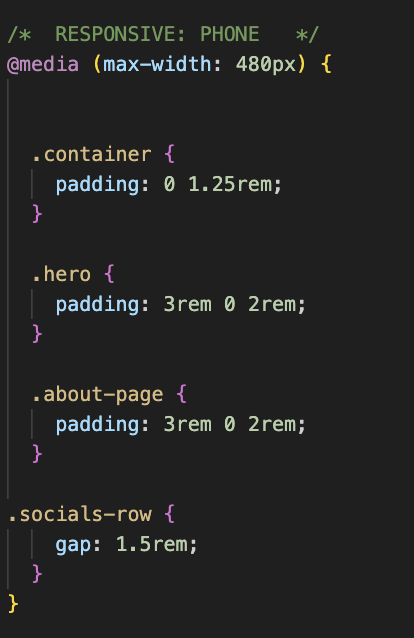 /*  RESPONSIVE: PHONE   */
@media (max-width: 480px) {
  .container {
    padding: 0 1.25rem;
  }
  .hero {
    padding: 3rem 0 2rem;
  }
  .about-page {
    padding: 3rem 0 2rem;
  }
.socials-row {
    gap: 1.5rem;
  }
}